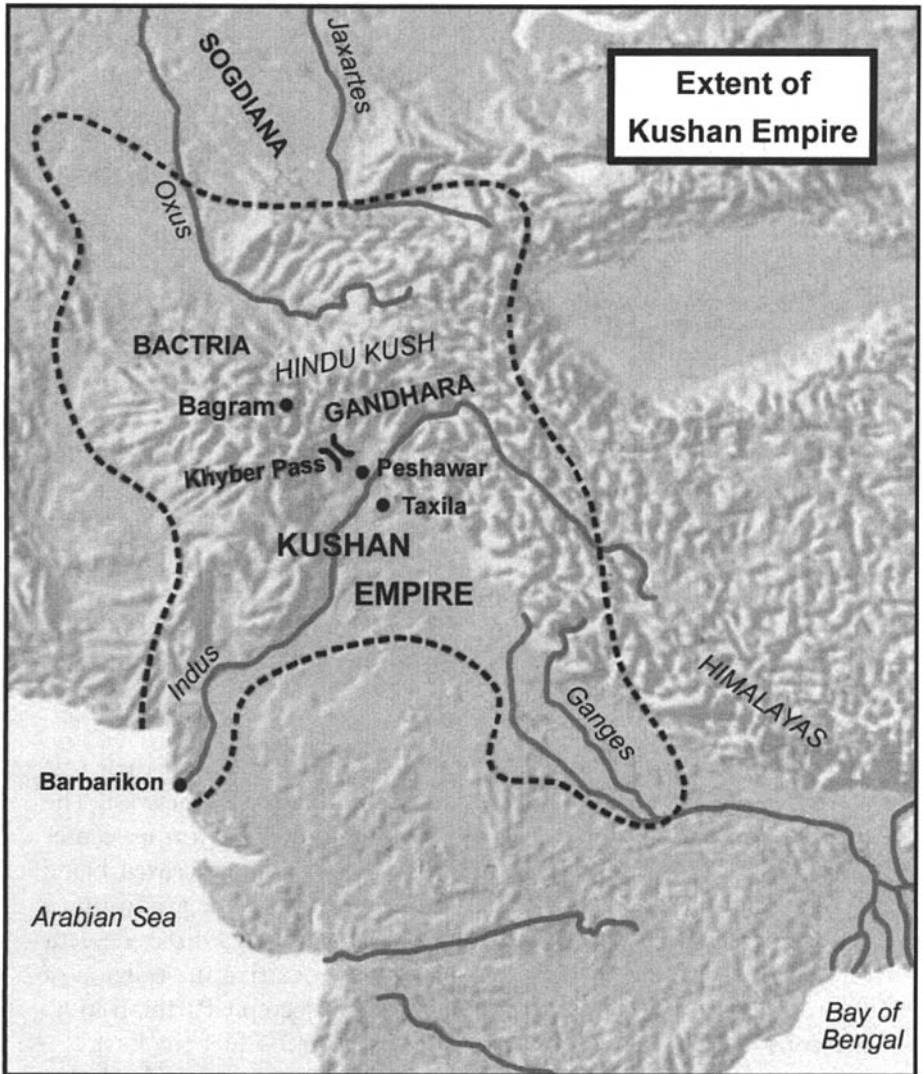 Extent of
Kushan Empire
SOGDIANA
Jaxartes
Oxus
BACTRIA
HINDU KUSH
GANDHARA
Bagram
Khyber Pass
Peshawar
Taxila
KUSHAN
EMPIRE
Indus
Ganges
HIMALAYAS
Barbarikon
Arabian Sea
Bay of
Bengal